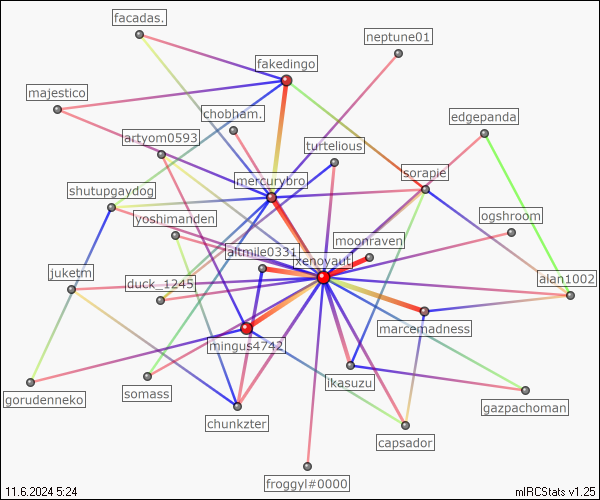 facadas.
neptune01
fakedingo
majestico
chobham.
edgepanda
artyom0593
turtelious
sorapie
mercurybro
shutupgaydog
yoshimanden
ogshroom
moonraven
altmile0331
xenoyaut
juketm
duck_1245
alan1002
marcemadness
mingus4742
ikasuzu
somass
gorudenneko
gazpachoman
chunkzter
capsador
froggyl#0000
11.6.2024 5:24
mIRCStats v1.25